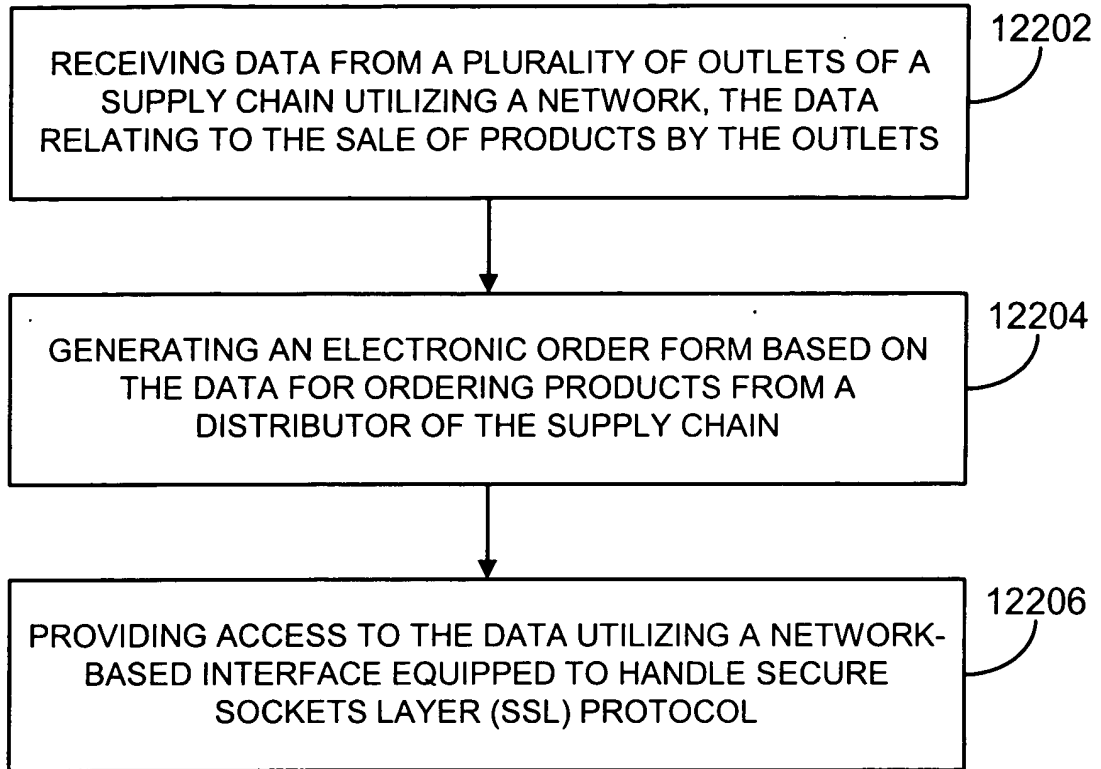 12202
RECEIVING DATA FROM A PLURALITY OF OUTLETS OF A
SUPPLY CHAIN UTILIZING A NETWORK, THE DATA
RELATING TO THE SALE OF PRODUCTS BY THE OUTLETS
12204
GENERATING AN ELECTRONIC ORDER FORM BASED ON
THE DATA FOR ORDERING PRODUCTS FROM A
DISTRIBUTOR OF THE SUPPLY CHAIN
12206
PROVIDING ACCESS TO THE DATA UTILIZING A NETWORK-
BASED INTERFACE EQUIPPED TO HANDLE SECURE
SOCKETS LAYER (SSL) PROTOCOL